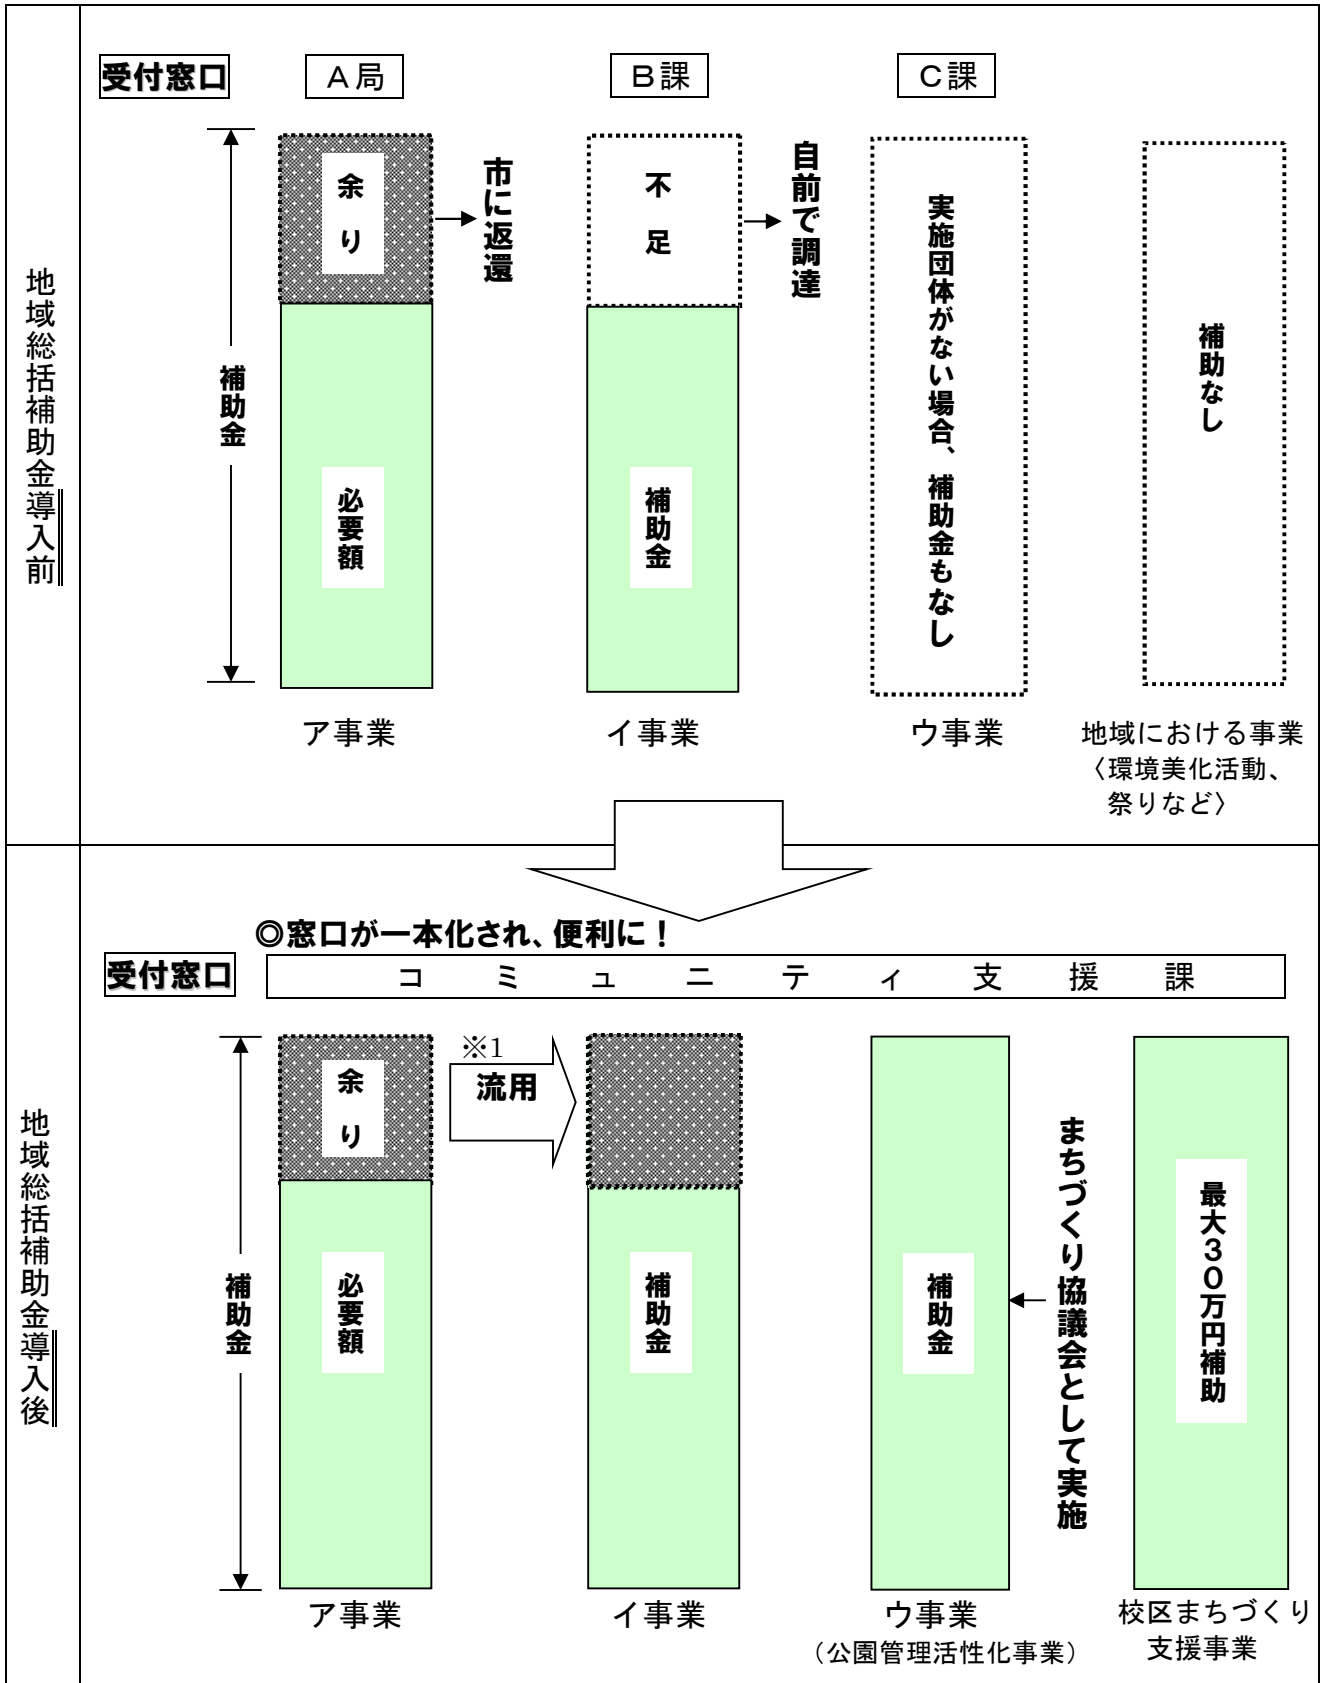 地域総括補助金導入前
受付窓口
A局
B課
C課
補助金
余り
必要額
市に返還
不足
補助金
自前で調達
実施団体がない場合、補助金もなし
補助なし
ア事業
イ事業
ウ事業
地域における事業
〈環境美化活動、
祭りなど〉
地域総括補助金導入後
◎窓口が一本化され、便利に！
受付窓口
コミュニティ支援課
補助金
余り
必要額
※1
流用
補助金
補助金
まちづくり協議会として実施
最大30万円補助
ア事業
イ事業
ウ事業
（公園管理活性化事業）
校区まちづくり
支援事業